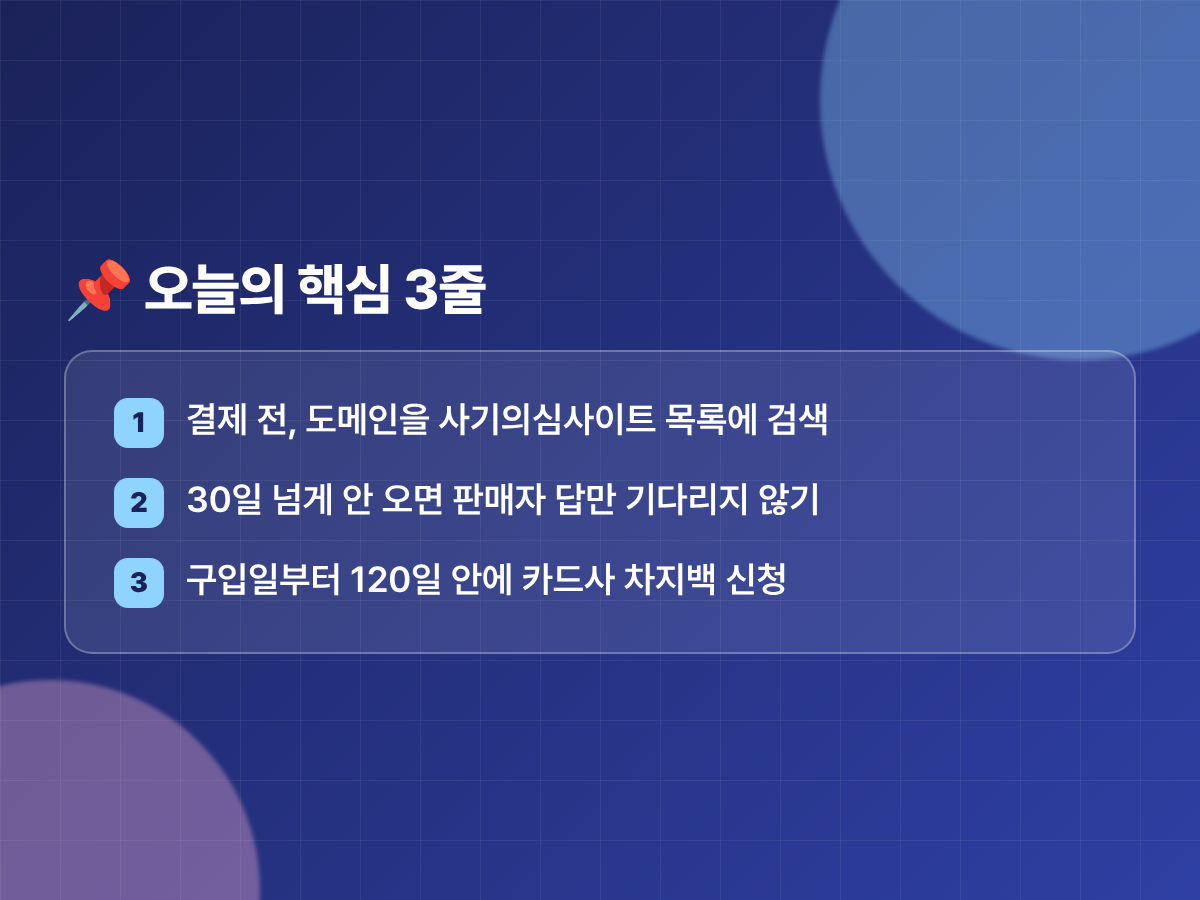 📌 오늘의 핵심 3줄
1 결제 전, 도메인을 사기의심사이트 목록에 검색
2 30일 넘게 안 오면 판매자 답만 기다리지 않기
3 구입일부터 120일 안에 카드사 차지백 신청